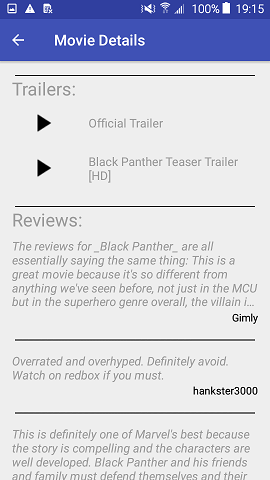 100% 19:15
Movie Details
Trailers:
Official Trailer
Black Panther Teaser Trailer
[HD]
Reviews:
The reviews for _Black Panther_ are all
essentially saying the same thing: This is a
great movie because it's so different from
anything we've seen before, not just in the MCU
but in the superhero genre overall, the villain i...
Gimly
Overrated and overhyped. Definitely avoid.
Watch on redbox if you must.
hankster3000
This is definitely one of Marvel's best because
the story is compelling and the characters are
well developed. Black Panther and his friends
and family must defend themselves and their